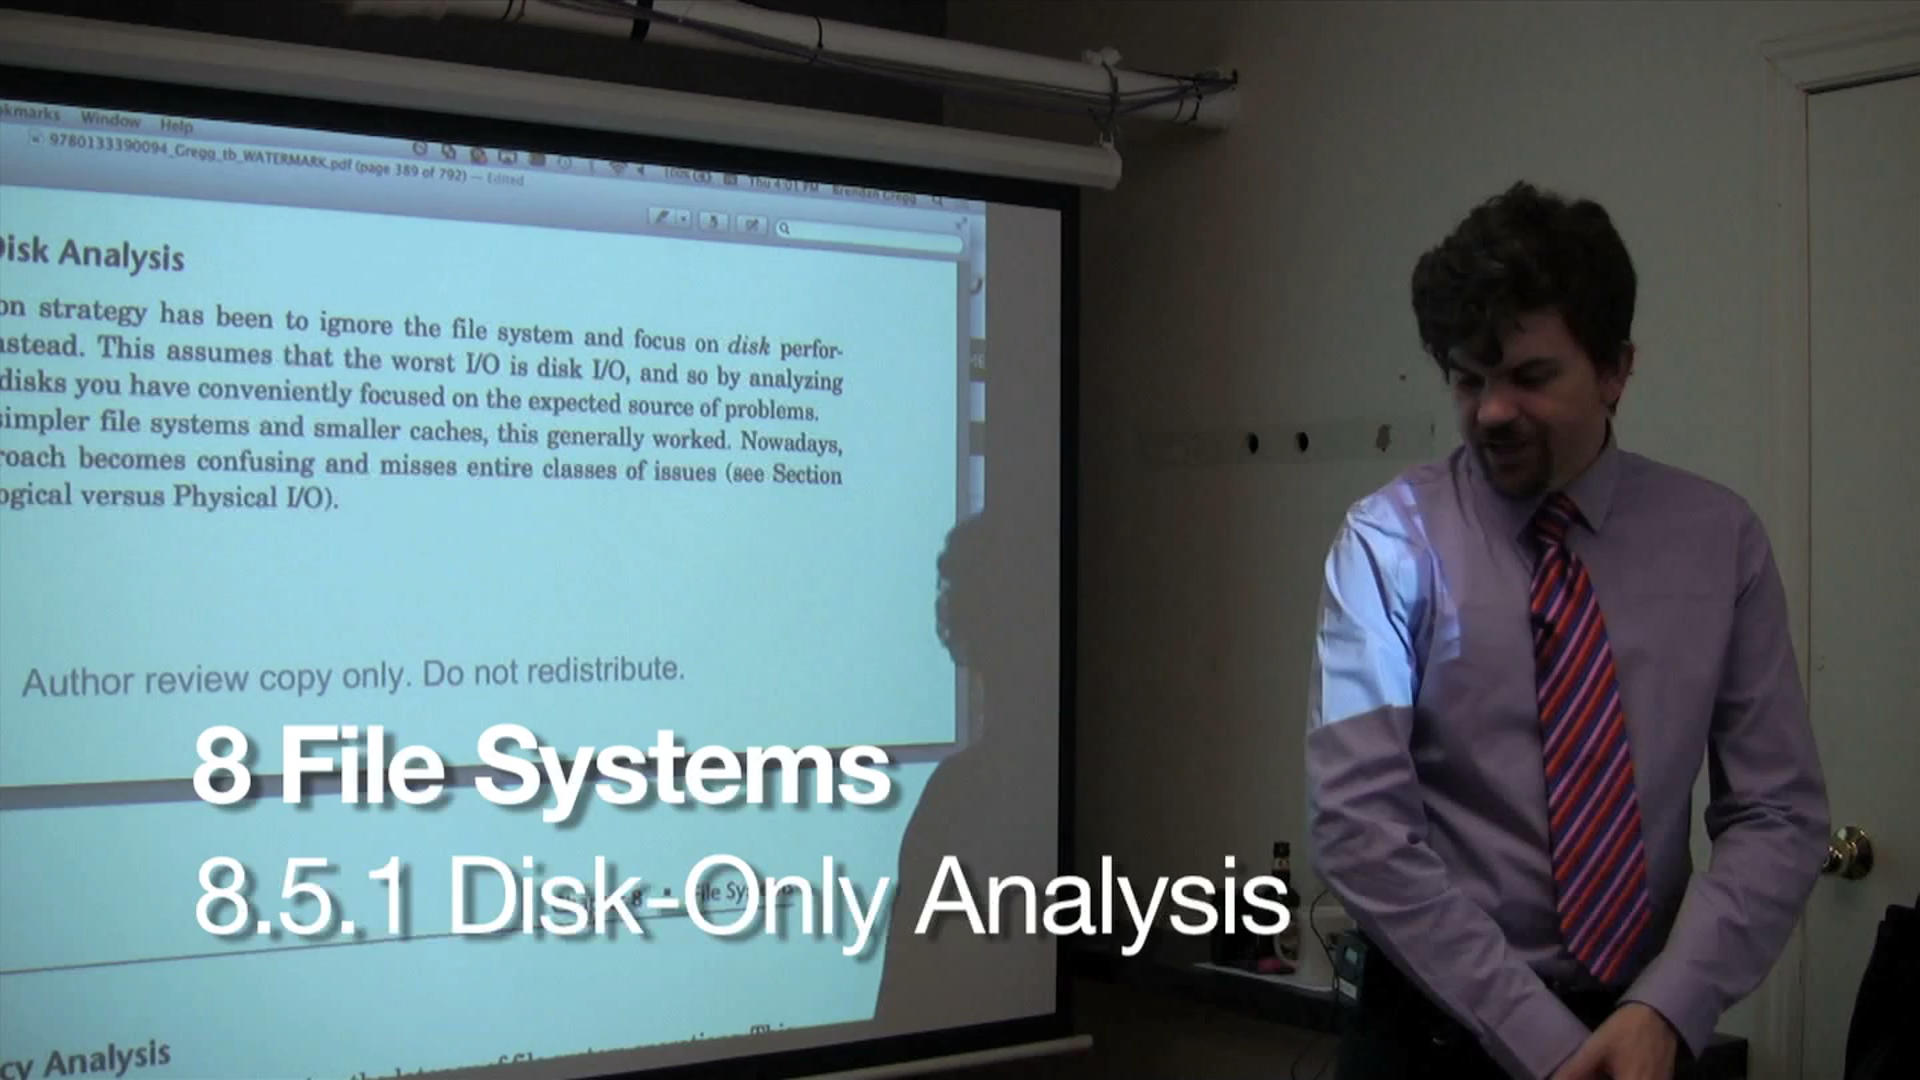 kmarks Window Help
9780133390094_Gregg_tb_WATERMARK.pdf (page 389 of 792) — Edited
100% Thu 4:01 PM Brendan Gregg
isk Analysis
on strategy has been to ignore the file system and focus on disk perfor-
nstead. This assumes that the worst I/O is disk I/O, and so by analyzing
disks you have conveniently focused on the expected source of problems.
simpler file systems and smaller caches, this generally worked. Nowadays,
roach becomes confusing and misses entire classes of issues (see Section
ogical versus Physical I/O).
Author review copy only. Do not redistribute.
8 File Systems
8.5.1 Disk-Only Analysis
cy Analysis